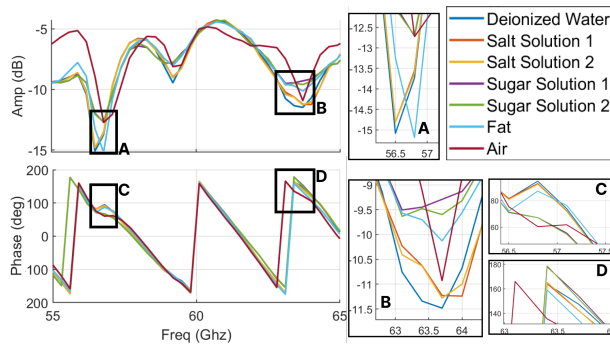 Amp (dB)
-5
-10
-15
A
B
Phase (deg)
200
100
0
100
200
C
D
55
60
65
Freq (Ghz)
-12.5
-13
-13.5
-14
-14.5
-15
A
56.5
57
Deionized Water
Salt Solution 1
Salt Solution 2
Sugar Solution 1
Sugar Solution 2
Fat
Air
-9
-9.5
-10
-10.5
-11
-11.5
B
63
63.5
64
80
60
C
56.5
57
57.5
160
140
D
63
63.5